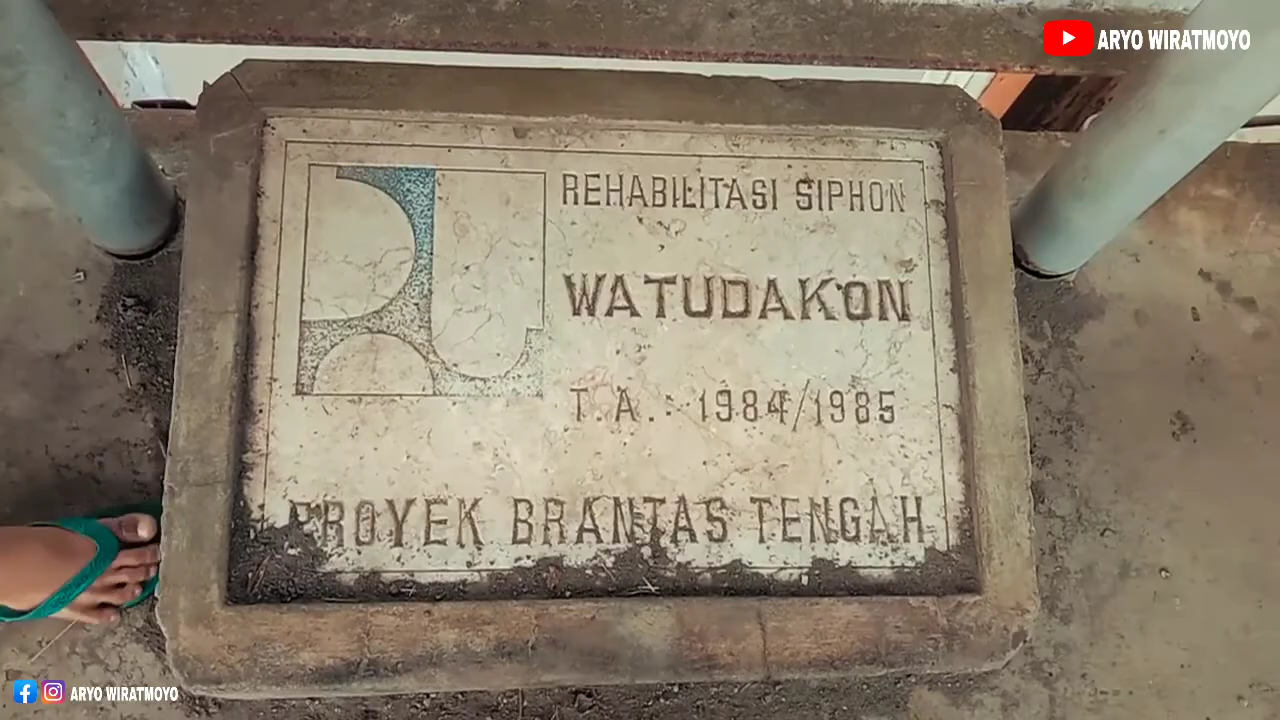 ARYO WIRATMOYO
REHABILITASI SIPHON
WATUDAKON
T. A. : 1984/1985
PROYEK BRANTAS TENGAH
ARYO WIRATMOYO